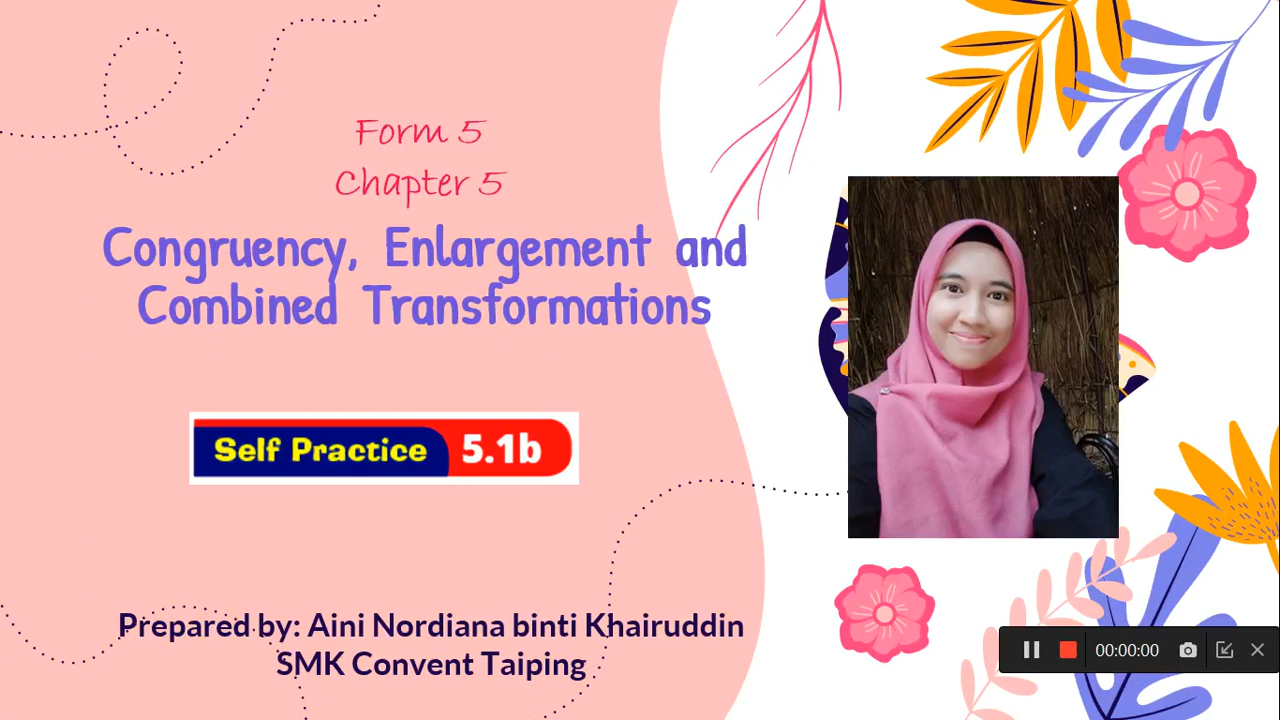 Form 5
Chapter 5
Congruency, Enlargement and
Combined Transformations
Self Practice 5.1b
Prepared by: Aini Nordiana binti Khairuddin
SMK Convent Taiping
00:00:00